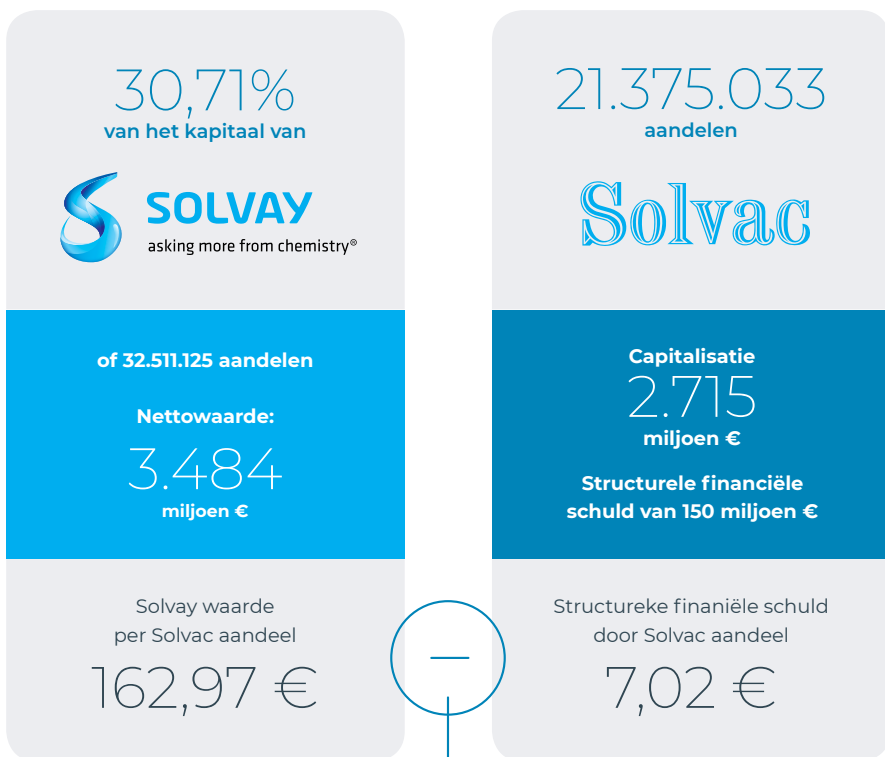 30,71%
van het kapitaal van
SOLVAY
asking more from chemistry®
of 32.511.125 aandelen
Nettowaarde:
3.484
miljoen €
Solvay waarde
per Solvac aandeel
162,97 €
21.375.033
aandelen
Solvac
Capitalisatie
2.715
miljoen €
Structurele financiële
schuld van 150 miljoen €
Structureke finaniële schuld
door Solvac aandeel
7,02 €